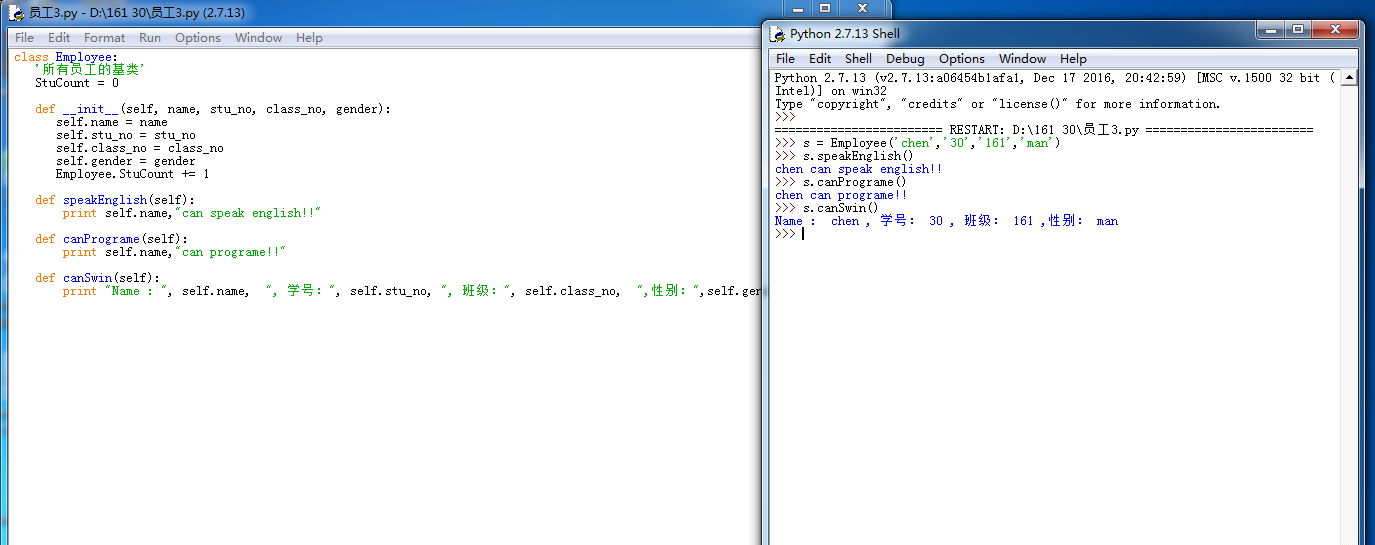 员工3.py - D:\161 30\员工3.py (2.7.13)
File Edit Format Run Options Window Help
class Employee:
'所有员工的基类'
StuCount = 0
def __init__(self, name, stu_no, class_no, gender):
self.name = name
self.stu_no = stu_no
self.class_no = class_no
self.gender = gender
Employee.StuCount += 1
def speakEnglish(self):
print self.name,"can speak english!!"
def canPrograme(self):
print self.name,"can programe!!"
def canSwin(self):
print "Name : ", self.name, ", 学号: ", self.stu_no, ", 班级: ", self.class_no, ",性别: ",self.gen
Python 2.7.13 Shell
File Edit Shell Debug Options Window Help
Python 2.7.13 (v2.7.13:a06454b1afa1, Dec 17 2016, 20:42:59) [MSC v.1500 32 bit (
Intel)] on win32
Type "copyright", "credits" or "license()" for more information.
>>>
======================== RESTART: D:\161 30\员工3.py ========================
>>> s = Employee('chen','30','161','man')
>>> s.speakEnglish()
chen can speak english!!
>>> s.canPrograme()
chen can programe!!
>>> s.canSwin()
Name : chen , 学号: 30 , 班级: 161 ,性别: man
>>>